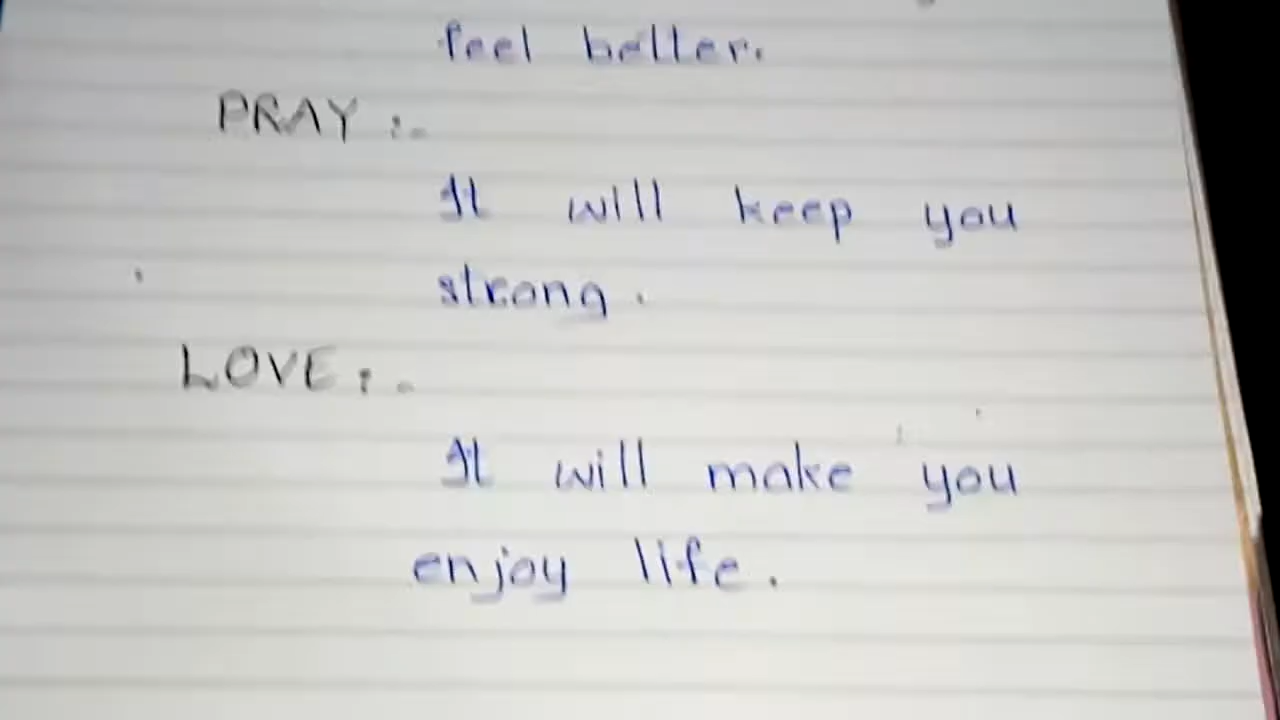 feel better.
PRAY :-
It will keep you
strong.
LOVE :-
It will make you
enjoy life.